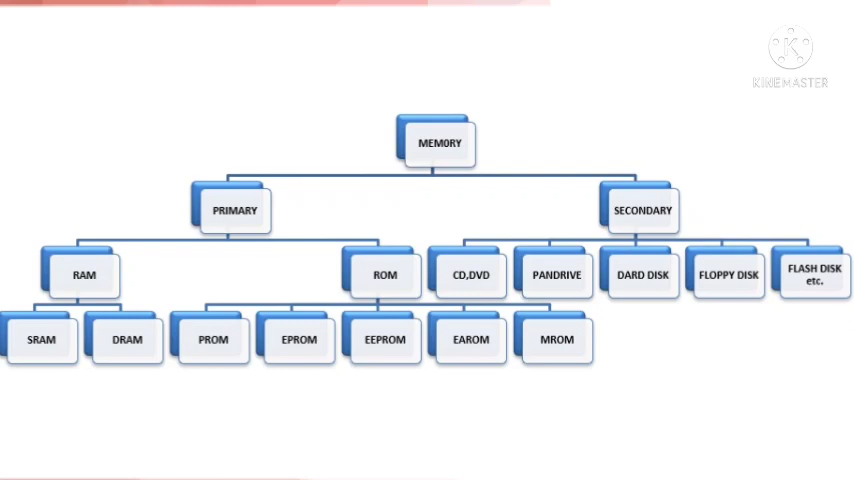 KINEMASTER
MEMORY
PRIMARY
SECONDARY
RAM
ROM
CD,DVD
PANDRIVE
DARD DISK
FLOPPY DISK
FLASH DISK
etc.
SRAM
DRAM
PROM
EPROM
EEPROM
EAROM
MROM